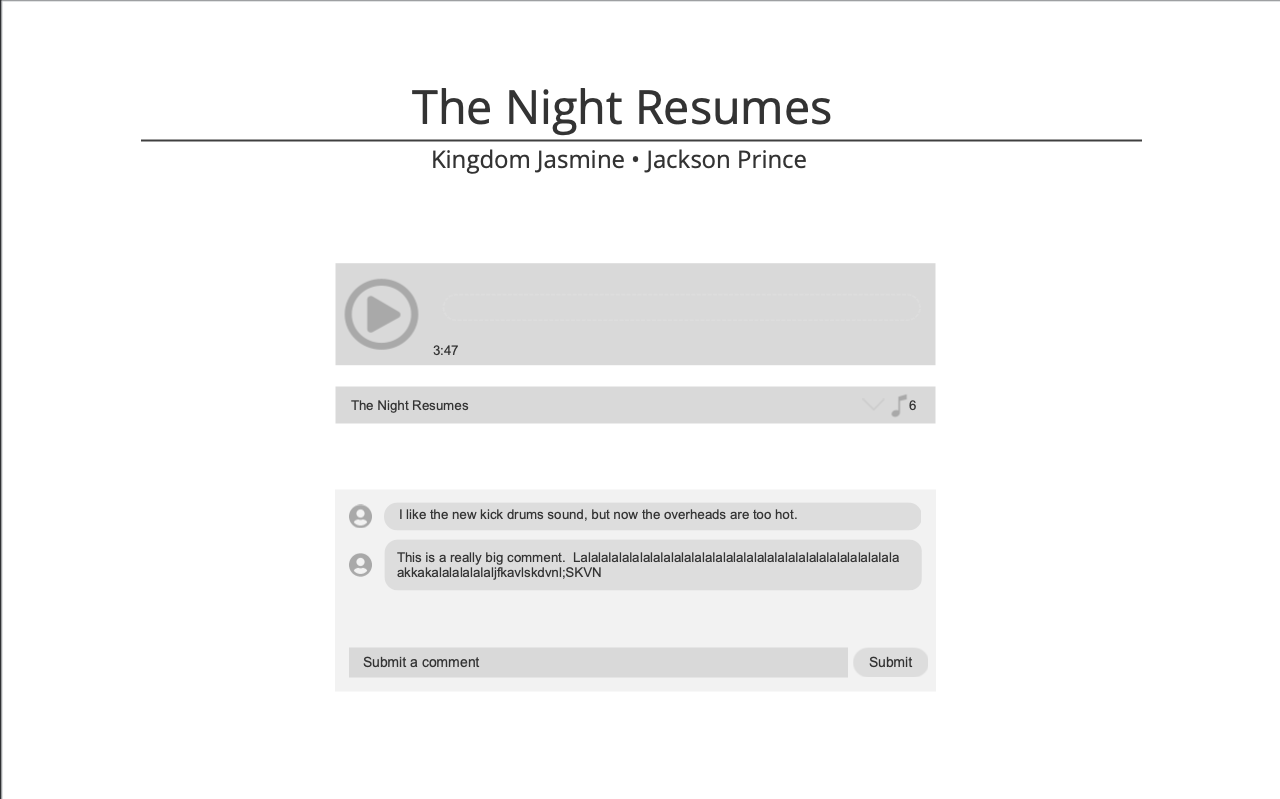 The Night Resumes
Kingdom Jasmine • Jackson Prince
3:47
The Night Resumes 6
I like the new kick drums sound, but now the overheads are too hot.
This is a really big comment.  Lalalalalalalalalalalalalalalalalalalalalalalalalalalalalalalala
akkakalalalalalaljfkavlskdvnl;SKVN
Submit a comment Submit